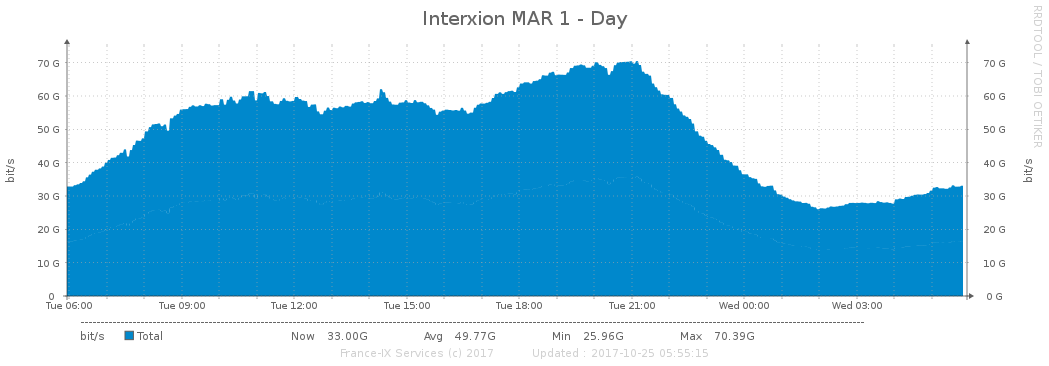 Interxion MAR 1 - Day
RRDTOOL / TOBI OETIKER
bit/s
bit/s
70 G 70 G
60 G 60 G
50 G 50 G
40 G 40 G
30 G 30 G
20 G 20 G
10 G 10 G
0 0 G
Tue 06:00 Tue 09:00 Tue 12:00 Tue 15:00 Tue 18:00 Tue 21:00 Wed 00:00 Wed 03:00
bit/s Total Now 33.00G Avg 49.77G Min 25.96G Max 70.39G
France-IX Services (c) 2017 Updated : 2017-10-25 05:55:15